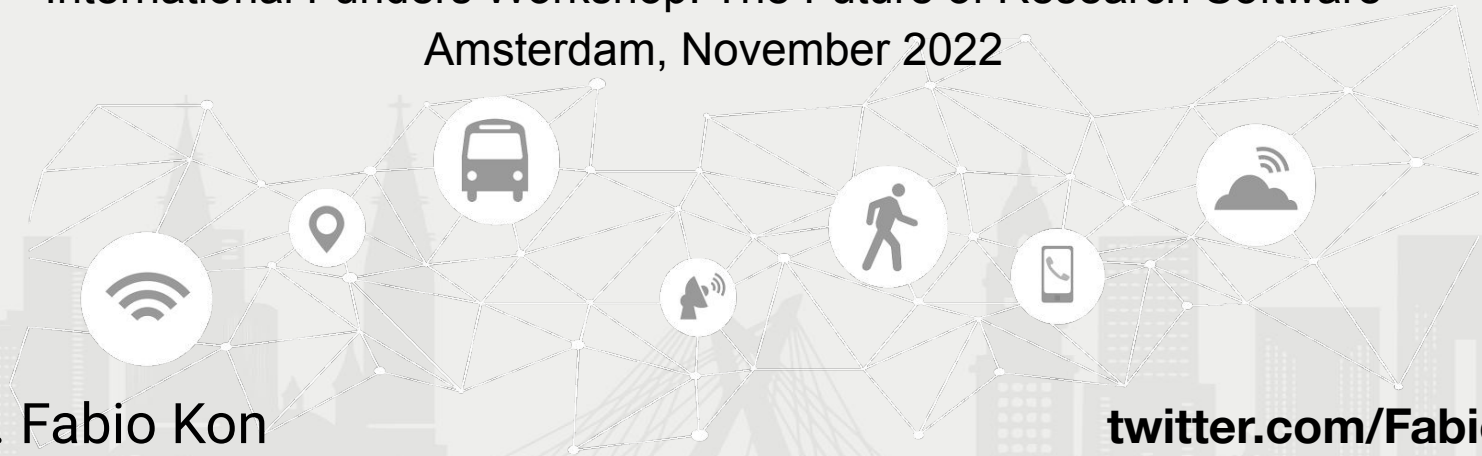 International Funders Workshop: The Future of Research Software
Amsterdam, November 2022
. Fabio Kon
twitter.com/Fabi